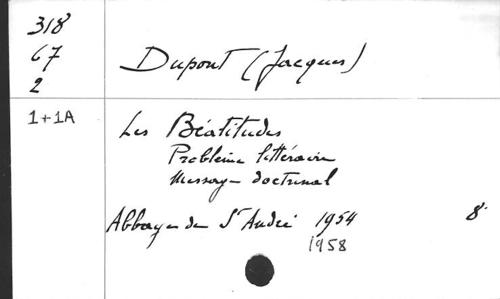 318
67
2
Dupont (Jacques)
1+1A
Les Béatitudes
Problème littéraire
Message doctrinal
Abbaye de St André 1954 8°
1958